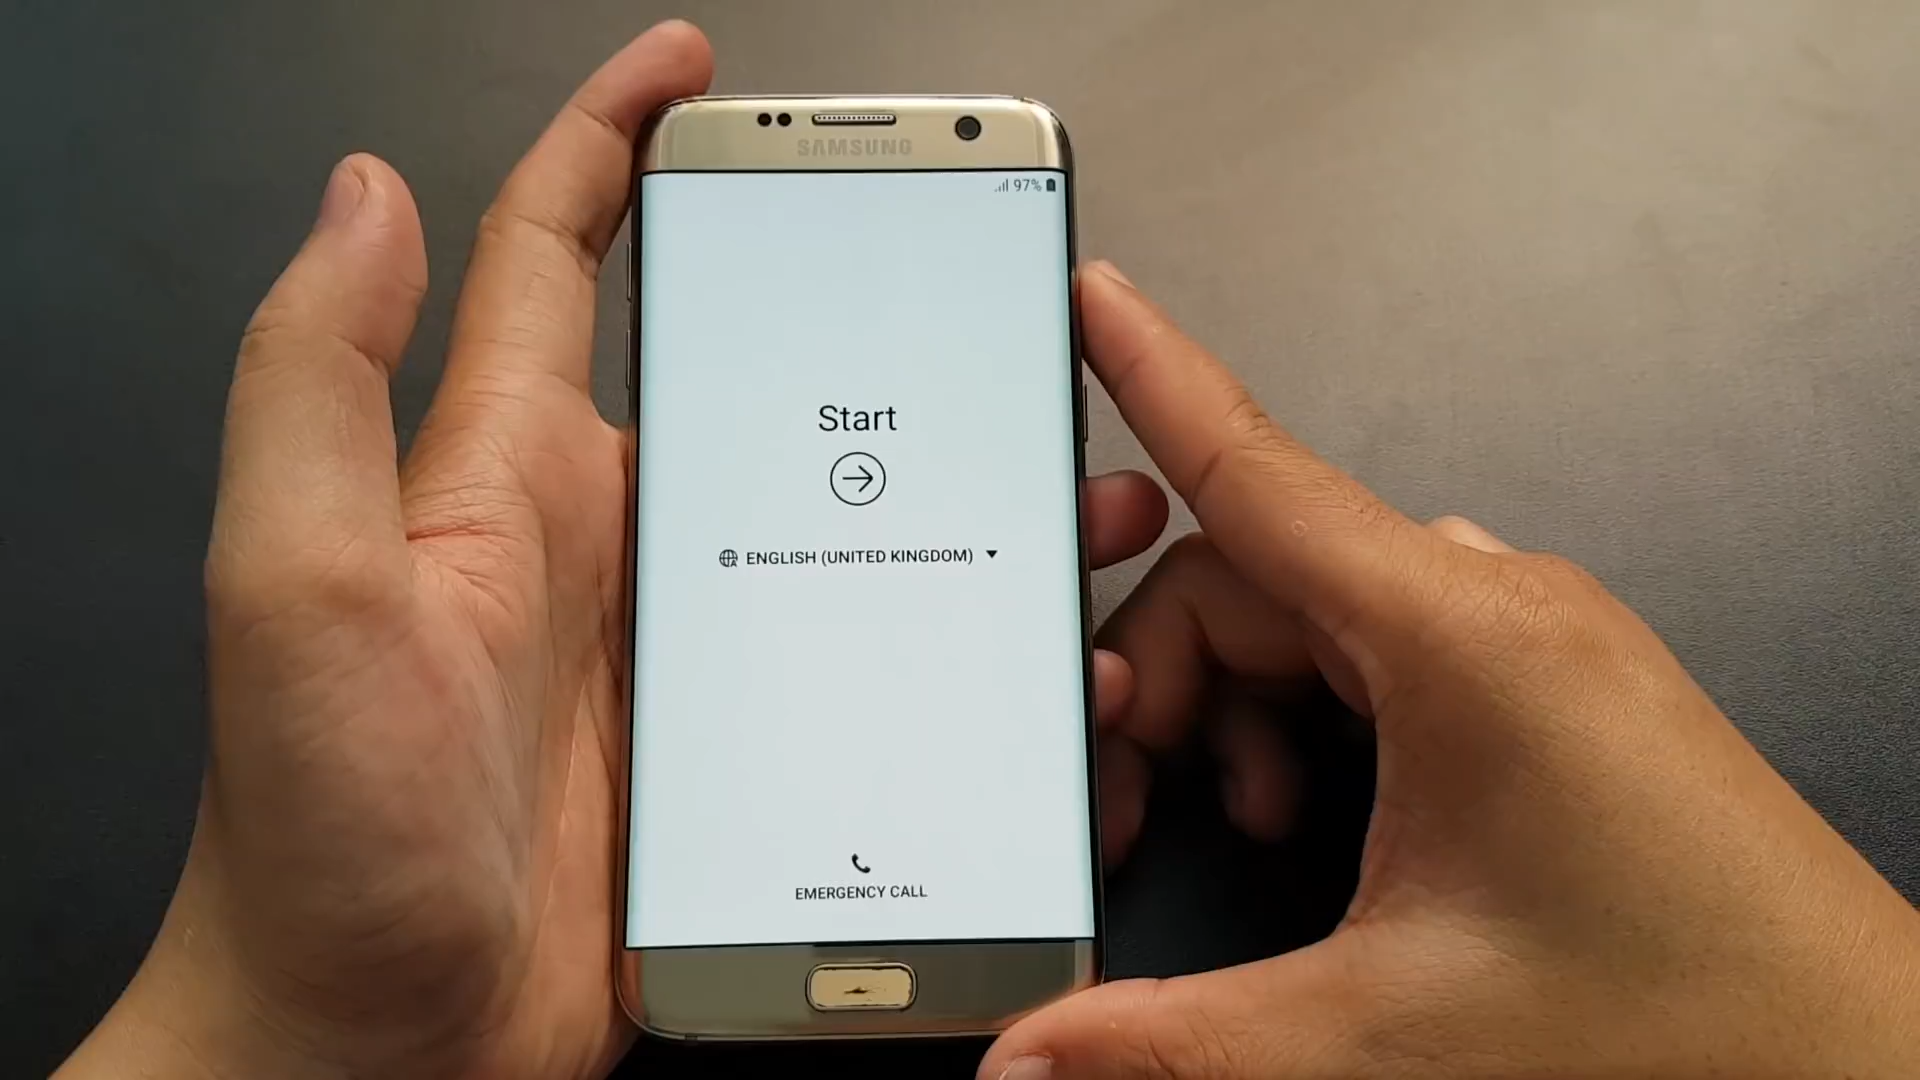 SAMSUNG
97%
Start
ENGLISH (UNITED KINGDOM)
EMERGENCY CALL